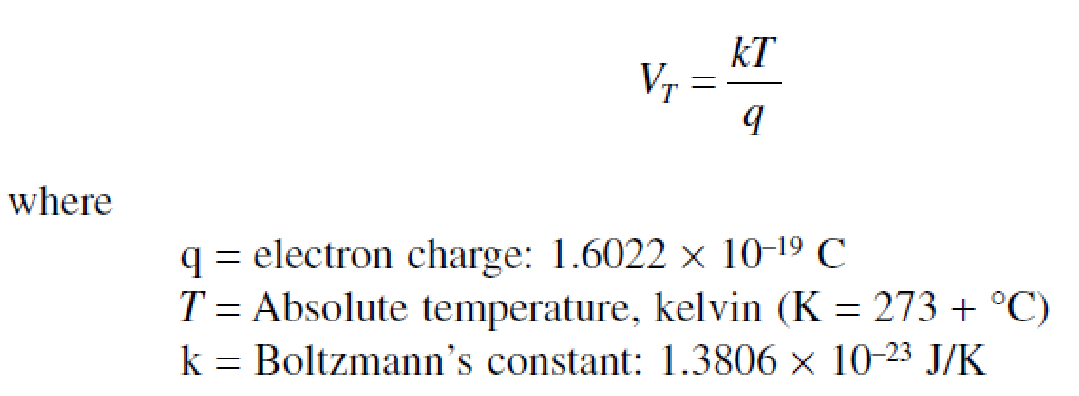 V_T = kT/q
where
q = electron charge: 1.6022 × 10⁻¹⁹ C
T = Absolute temperature, kelvin (K = 273 + °C)
k = Boltzmann’s constant: 1.3806 × 10⁻²³ J/K